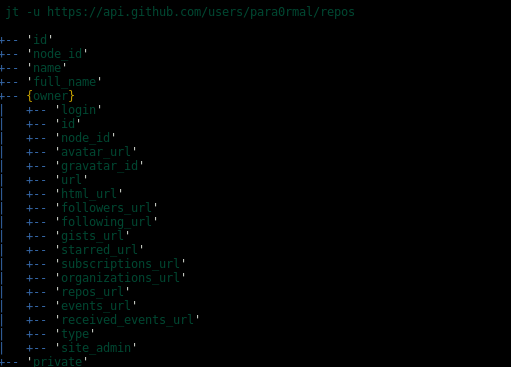 jt -u https://api.github.com/users/para0rmal/repos
+-- 'id'
+-- 'node_id'
+-- 'name'
+-- 'full_name'
+-- {owner}
|   +-- 'login'
|   +-- 'id'
|   +-- 'node_id'
|   +-- 'avatar_url'
|   +-- 'gravatar_id'
|   +-- 'url'
|   +-- 'html_url'
|   +-- 'followers_url'
|   +-- 'following_url'
|   +-- 'gists_url'
|   +-- 'starred_url'
|   +-- 'subscriptions_url'
|   +-- 'organizations_url'
|   +-- 'repos_url'
|   +-- 'events_url'
|   +-- 'received_events_url'
|   +-- 'type'
|   +-- 'site_admin'
+-- 'private'